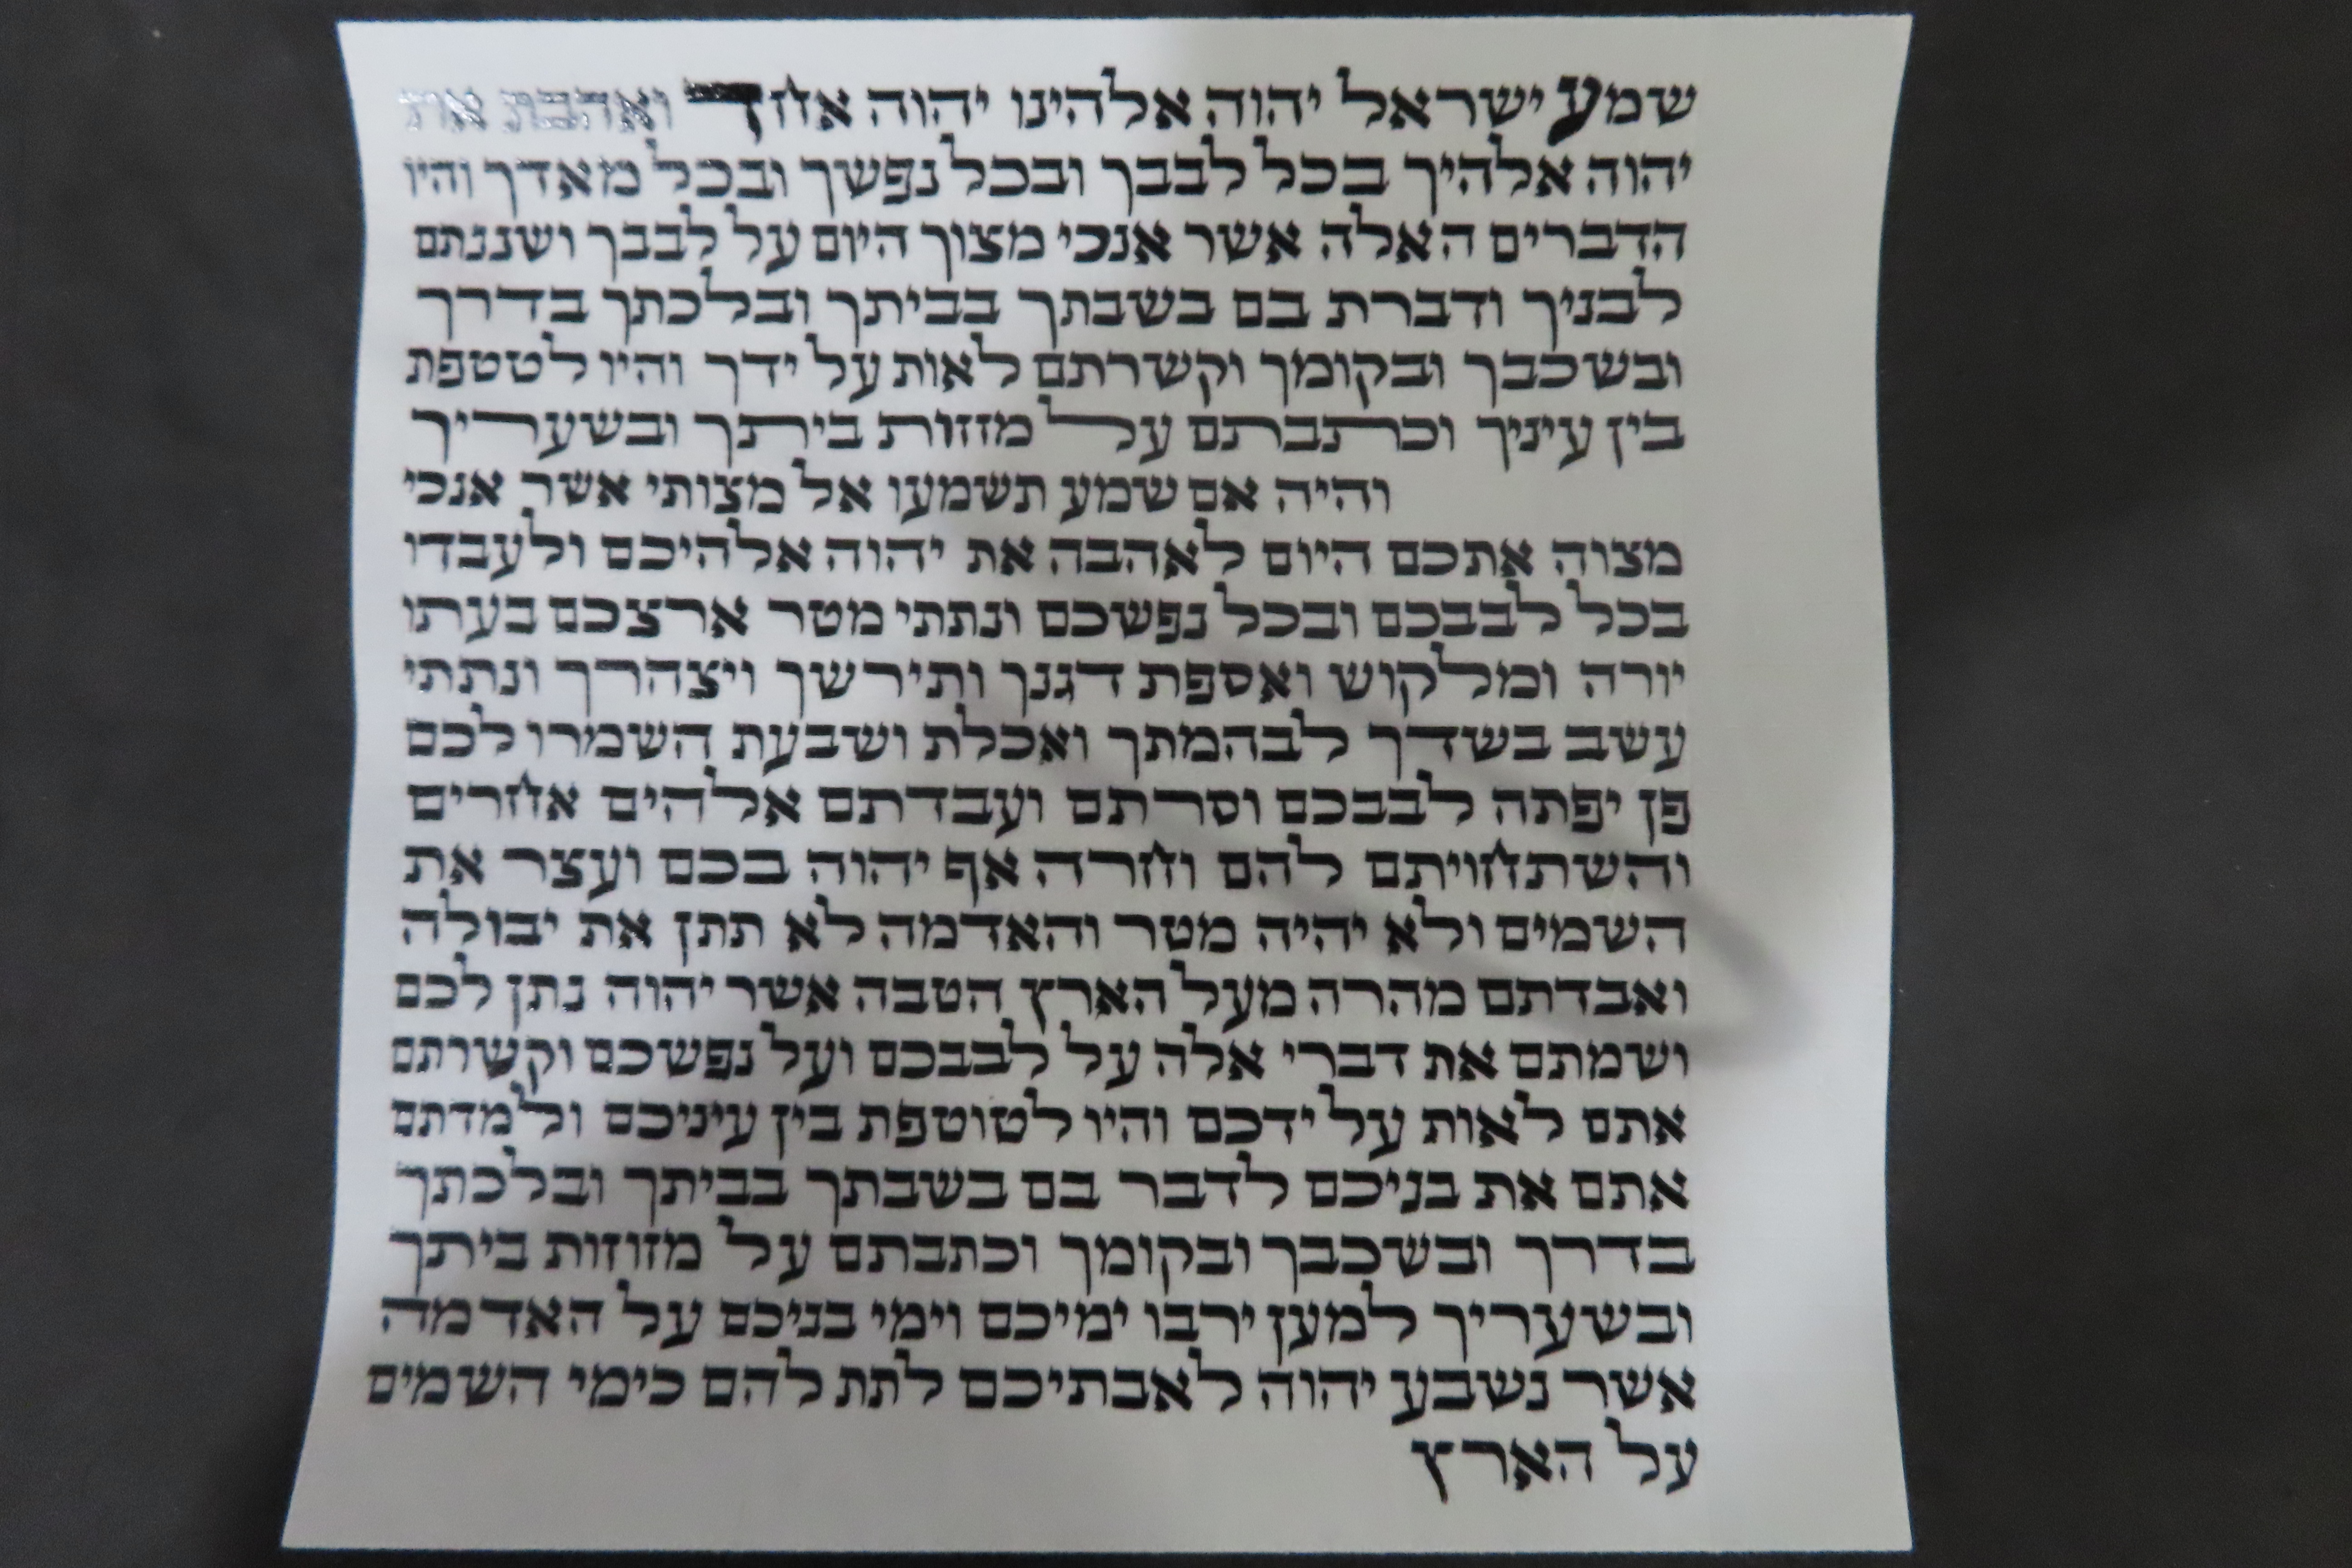 שמע ישראל יהוה אלהינו יהוה אחד ואהבת את
יהוה אלהיך בכל לבבך ובכל נפשך ובכל מאדך והיו
הדברים האלה אשר אנכי מצוך היום על לבבך ושננתם
לבניך ודברת בם בשבתך בביתך ובלכתך בדרך
ובשכבך ובקומך וקשרתם לאות על ידך והיו לטטפת
בין עיניך וכתבתם על מזזות ביתך ובשעריך
והיה אם שמע תשמעו אל מצותי אשר אנכי
מצוה אתכם היום לאהבה את יהוה אלהיכם ולעבדו
בכל לבבכם ובכל נפשכם ונתתי מטר ארצכם בעתו
יורה ומלקוש ואספת דגנך ותירשך ויצהרך ונתתי
עשב בשדך לבהמתך ואכלת ושבעת השמרו לכם
פן יפתה לבבכם וסרתם ועבדתם אלהים אחרים
והשתחויתם להם וחרה אף יהוה בכם ועצר את
השמים ולא יהיה מטר והאדמה לא תתן את יבולה
ואבדתם מהרה מעל הארץ הטבה אשר יהוה נתן לכם
ושמתם את דברי אלה על לבבכם ועל נפשכם וקשרתם
אתם לאות על ידכם והיו לטוטפת בין עיניכם ולמדתם
אתם את בניכם לדבר בם בשבתך בביתך ובלכתך
בדרך ובשכבך ובקומך וכתבתם על מזוזות ביתך
ובשעריך למען ירבו ימיכם וימי בניכם על האדמה
אשר נשבע יהוה לאבתיכם לתת להם כימי השמים
על הארץ